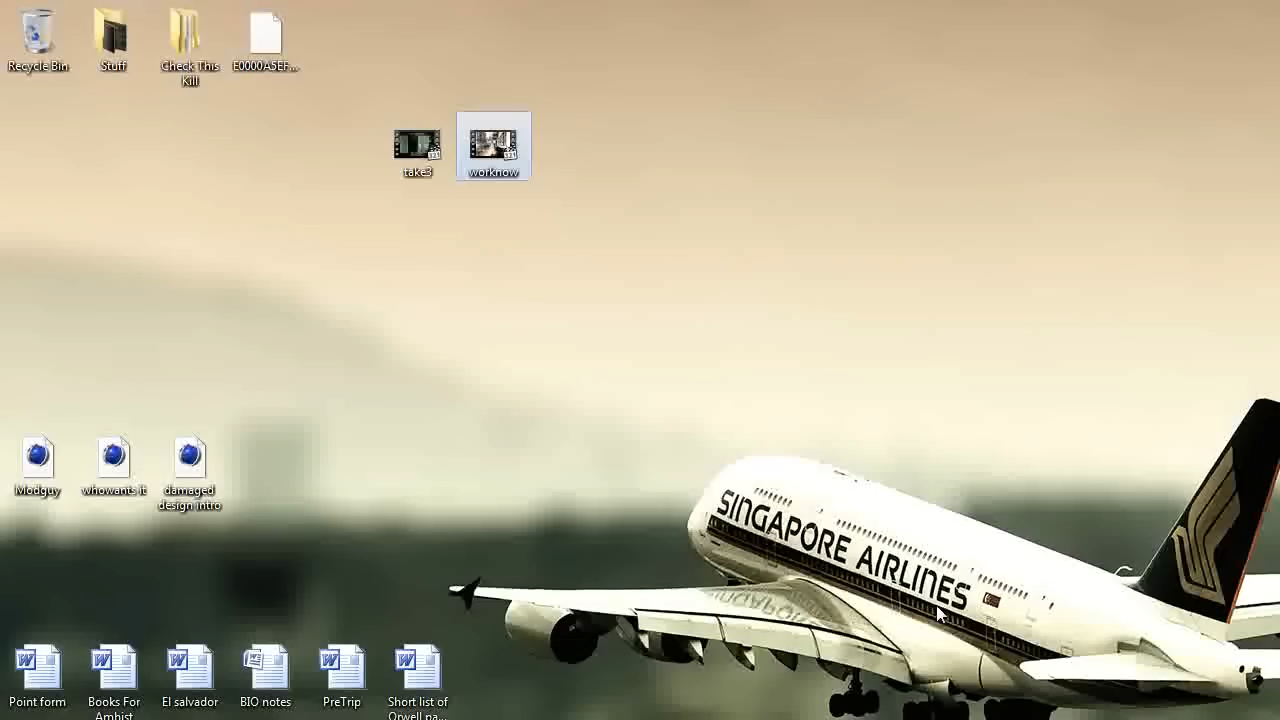 Recycle Bin
Stuff
Check This
Kill
E0000A5EF...
take3
worknow
Modguy
whowants it
damaged
design intro
SINGAPORE AIRLINES
Point form
Books For
Amhist
El salvador
BIO notes
PreTrip
Short list of
Orwell pa...